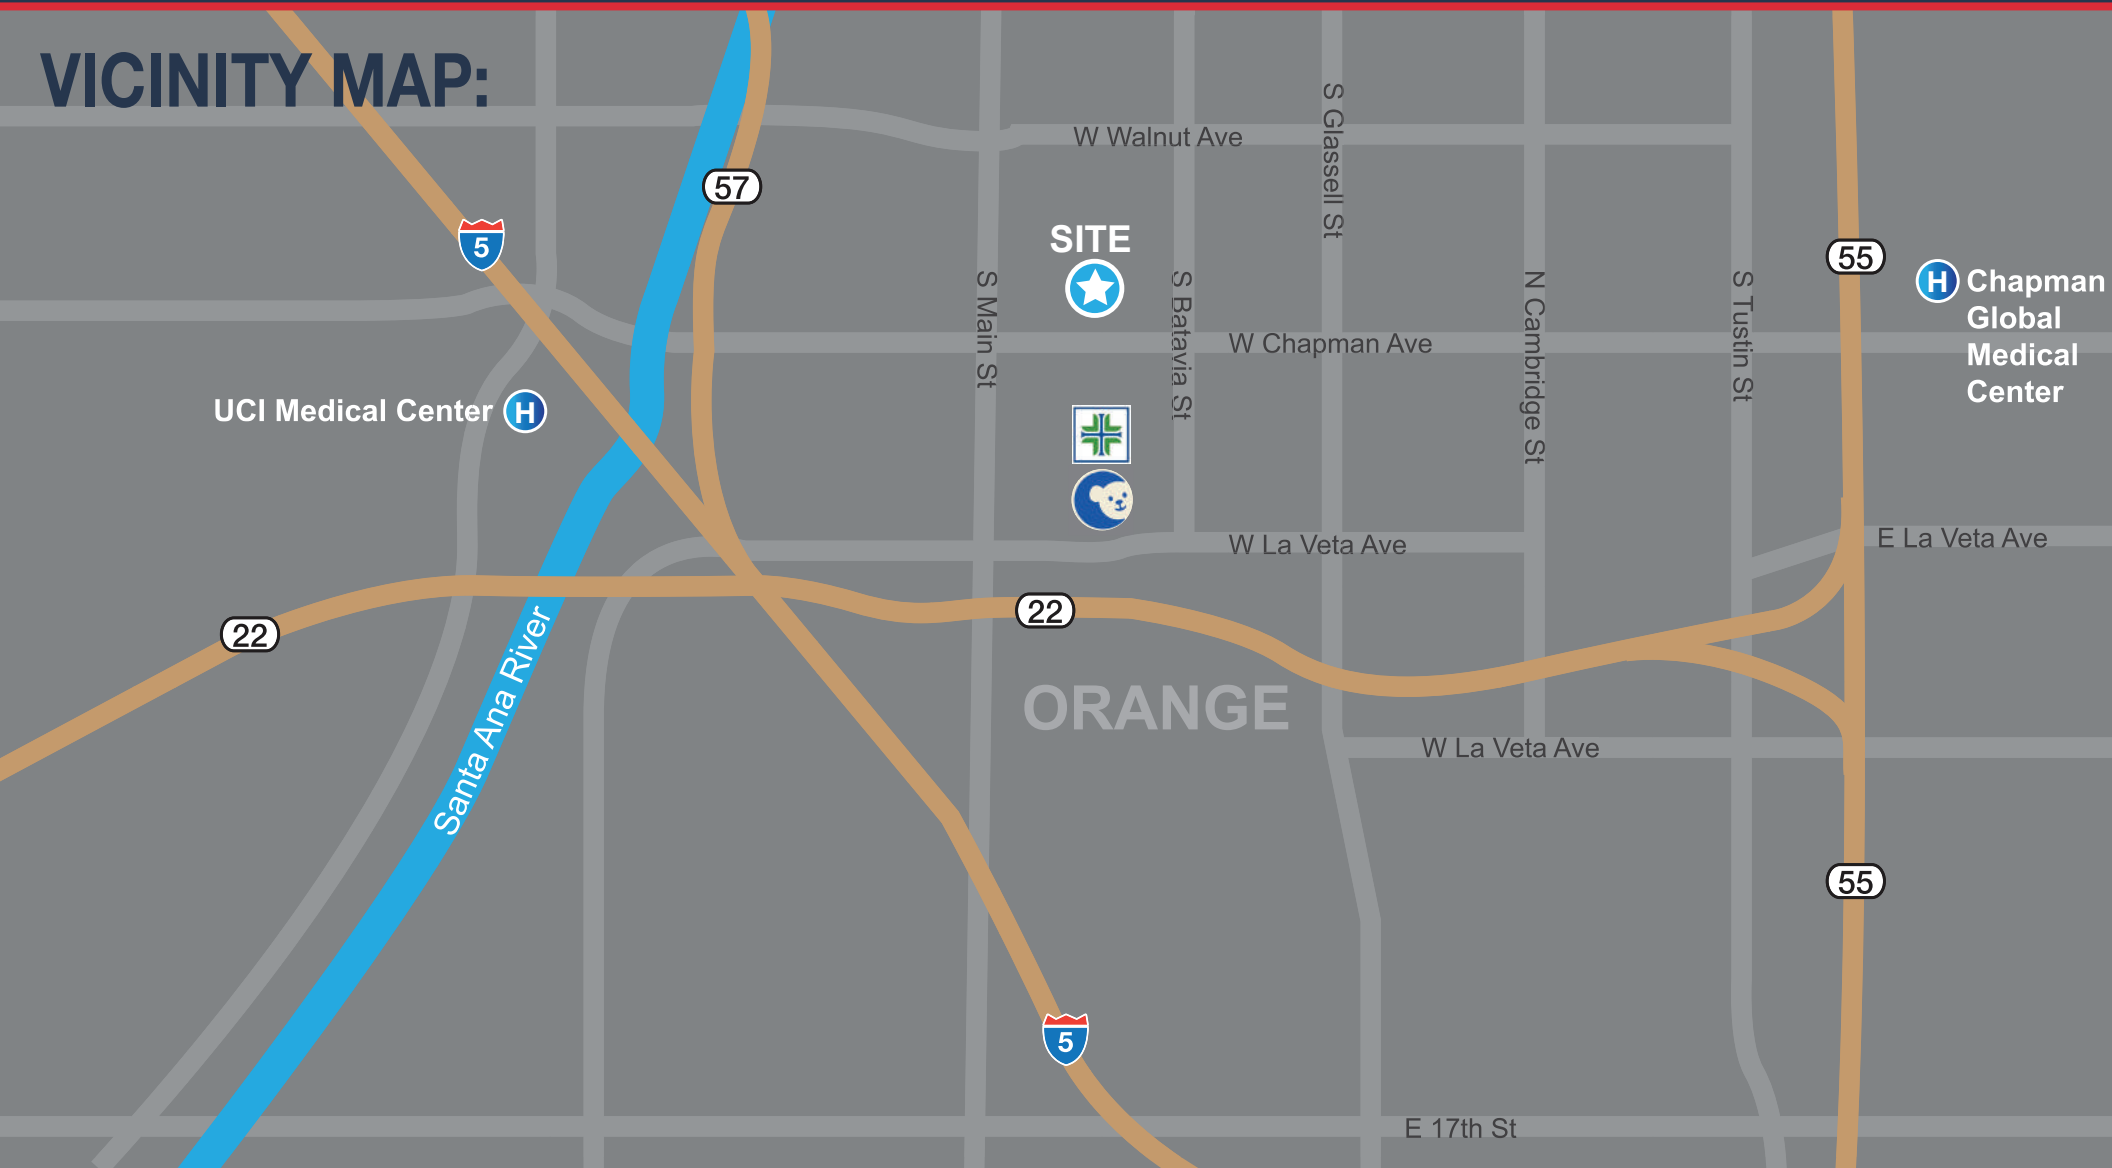 VICINITY MAP:
W Walnut Ave
S Glassell St
57
5
SITE
55
S Main St
S Batavia St
N Cambridge St
S Tustin St
H Chapman
Global
Medical
Center
W Chapman Ave
UCI Medical Center H
W La Veta Ave
E La Veta Ave
22
22
Santa Ana River
ORANGE
W La Veta Ave
55
5
E 17th St